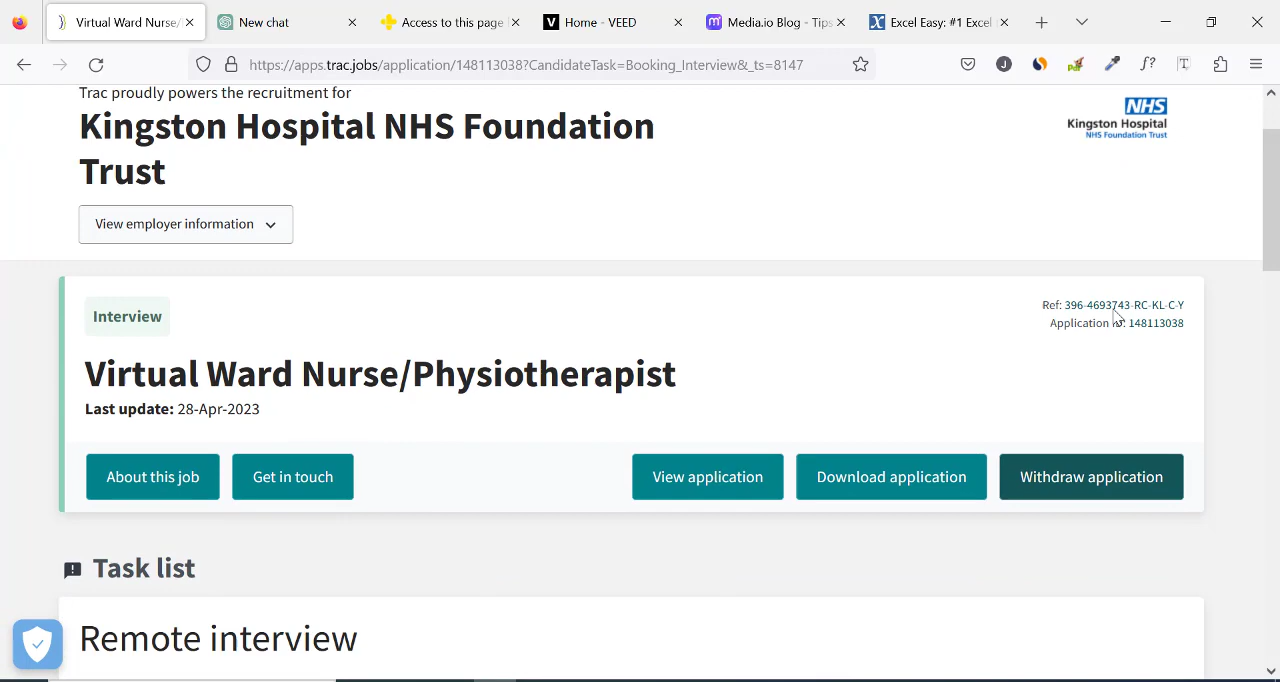 Virtual Ward Nurse/
New chat
Access to this page
Home - VEED
Media.io Blog - Tips
Excel Easy: #1 Excel
https://apps.trac.jobs/application/148113038?CandidateTask=Booking_Interview&_ts=8147
Trac proudly powers the recruitment for
Kingston Hospital NHS Foundation
Trust
NHS
Kingston Hospital
NHS Foundation Trust
View employer information
Interview
Ref: 396-4693743-RC-KL-C-Y
Application 148113038
Virtual Ward Nurse/Physiotherapist
Last update: 28-Apr-2023
About this job
Get in touch
View application
Download application
Withdraw application
Task list
Remote interview